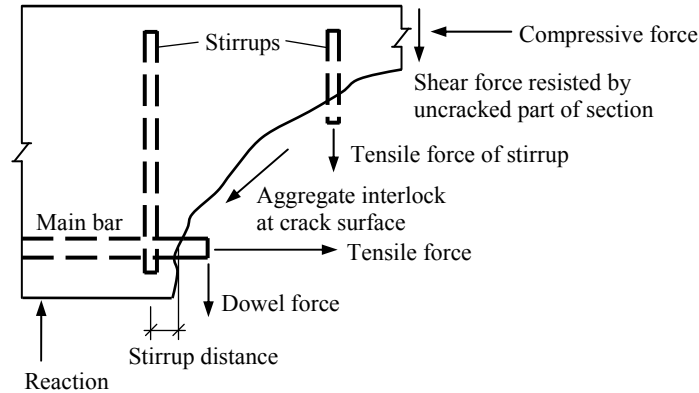 Stirrups
Compressive force
Shear force resisted by
uncracked part of section
Tensile force of stirrup
Aggregate interlock
at crack surface
Main bar
Tensile force
Dowel force
Stirrup distance
Reaction